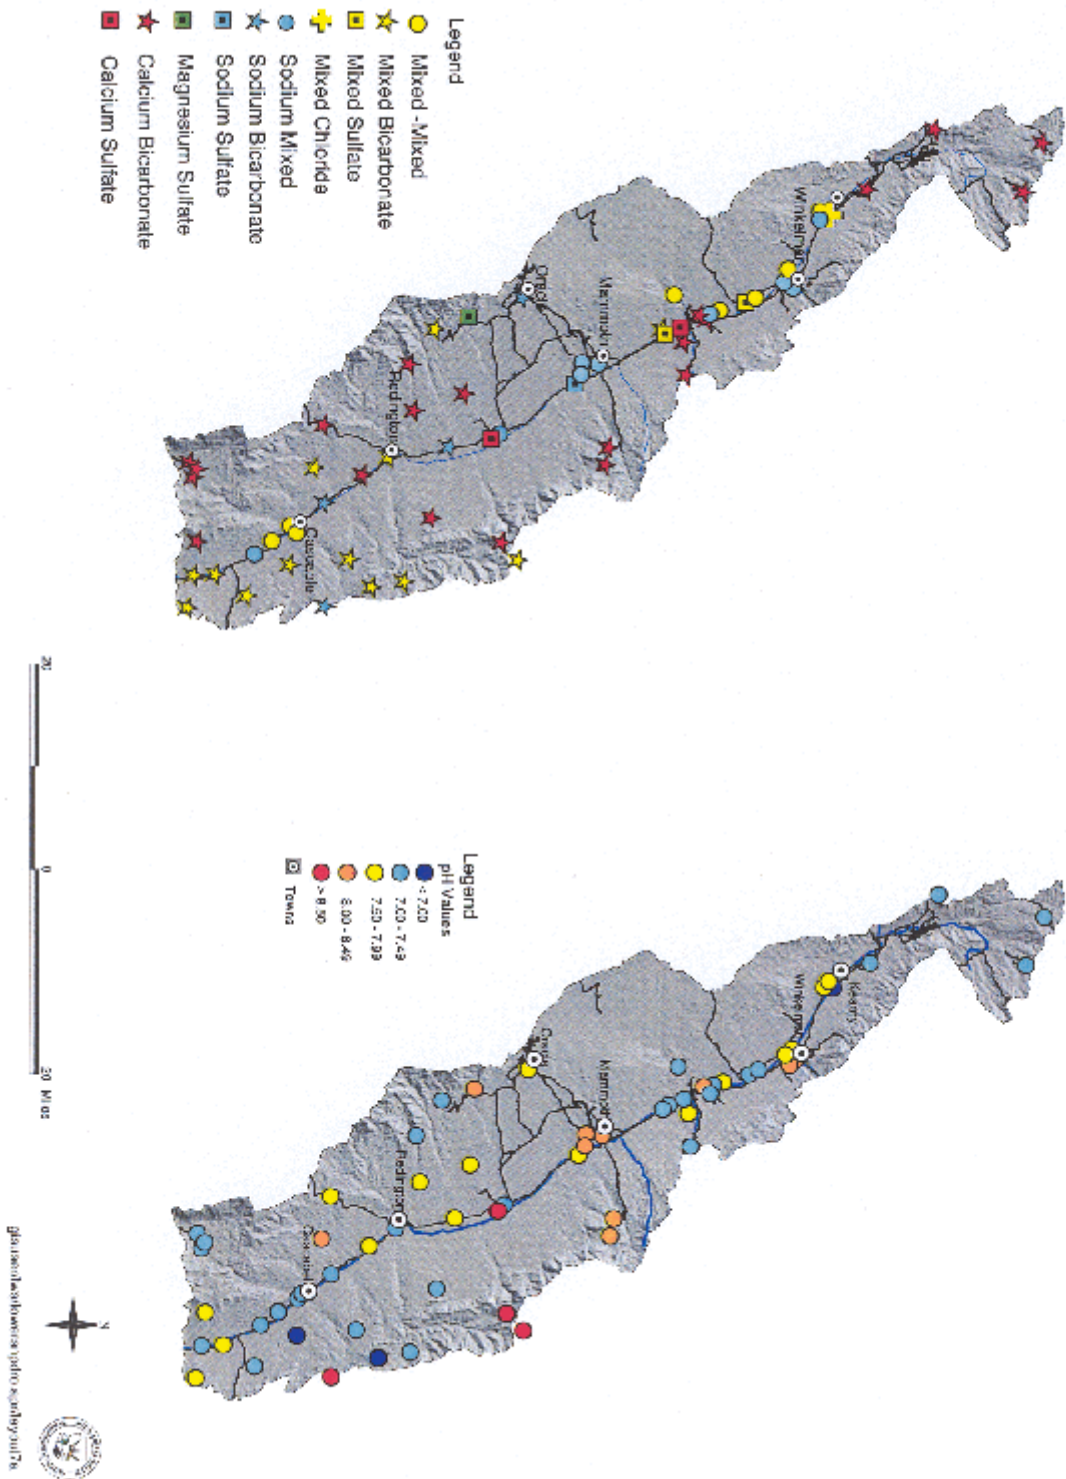 Legend
Mixed -Mixed
Mixed Bicarbonate
Mixed Sulfate
Mixed Chloride
Sodium Mixed
Sodium Bicarbonate
Sodium Sulfate
Magnesium Sulfate
Calcium Bicarbonate
Calcium Sulfate
Winkelman
Mammoth
Oracle
Redington
Cascabel
Legend
pH Values
< 7.00
7.00 - 7.49
7.50 - 7.99
8.00 - 8.49
> 8.50
Towns
Kearny
Winkelman
Oracle
Mammoth
Redington
Cascabel
20
0
20 Miles
N